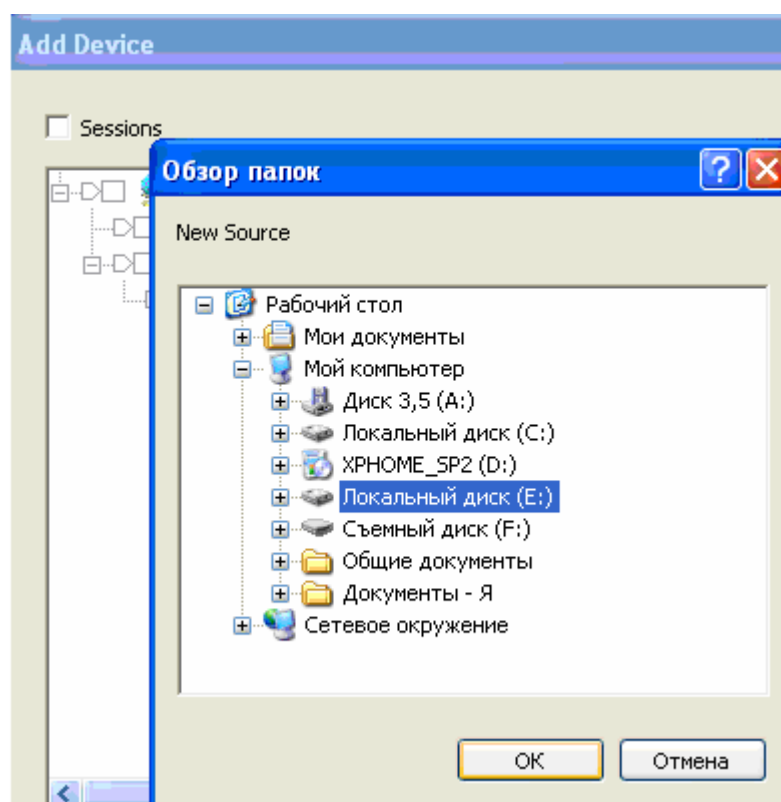 Add Device
Sessions
Обзор папок
New Source
Рабочий стол
Мои документы
Мой компьютер
Диск 3,5 (A:)
Локальный диск (C:)
XPHOME_SP2 (D:)
Локальный диск (E:)
Съемный диск (F:)
Общие документы
Документы - Я
Сетевое окружение
ОК
Отмена